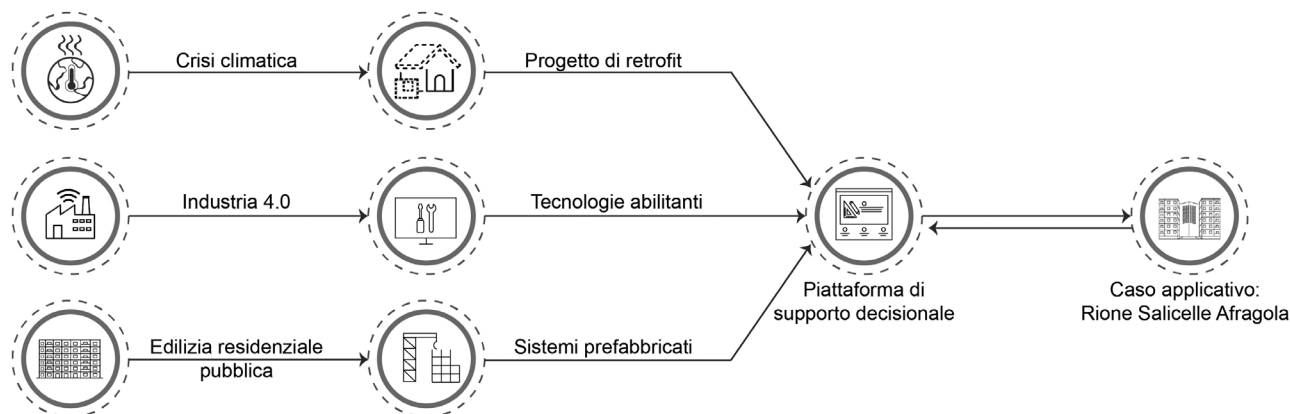 Crisi climatica
Progetto di retrofit
Industria 4.0
Tecnologie abilitanti
Piattaforma di
supporto decisionale
Caso applicativo:
Rione Salicelle Afragola
Edilizia residenziale
pubblica
Sistemi prefabbricati